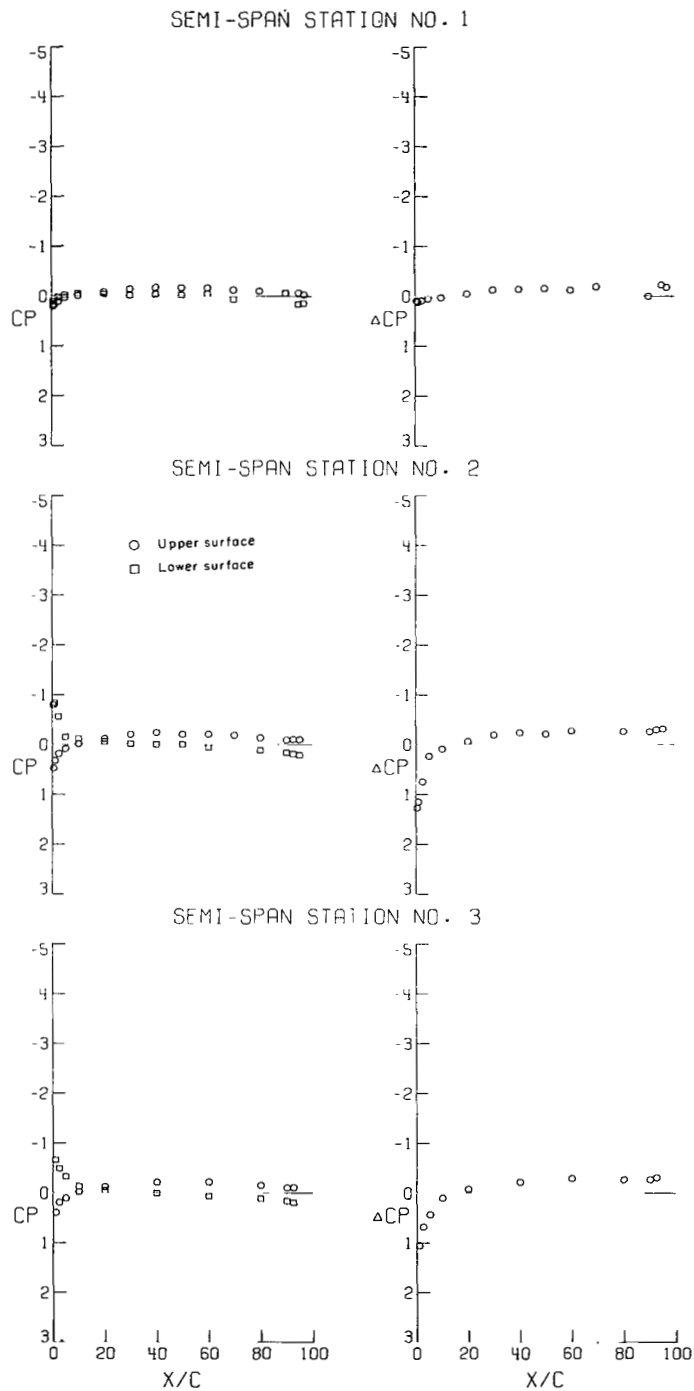 SEMI-SPAN STATION NO. 1
-5 -5
-4 -4
-3 -3
-2 -2
-1 -1
0 0
CP ΔCP
1 1
2 2
3 3
SEMI-SPAN STATION NO. 2
-5 -5
○ Upper surface
-4 -4
□ Lower surface
-3 -3
-2 -2
-1 -1
0 0
CP ΔCP
1 1
2 2
3 3
SEMI-SPAN STATION NO. 3
-5 -5
-4 -4
-3 -3
-2 -2
-1 -1
0 0
CP ΔCP
1 1
2 2
3 3
0 20 40 60 80 100 0 20 40 60 80 100
X/C X/C